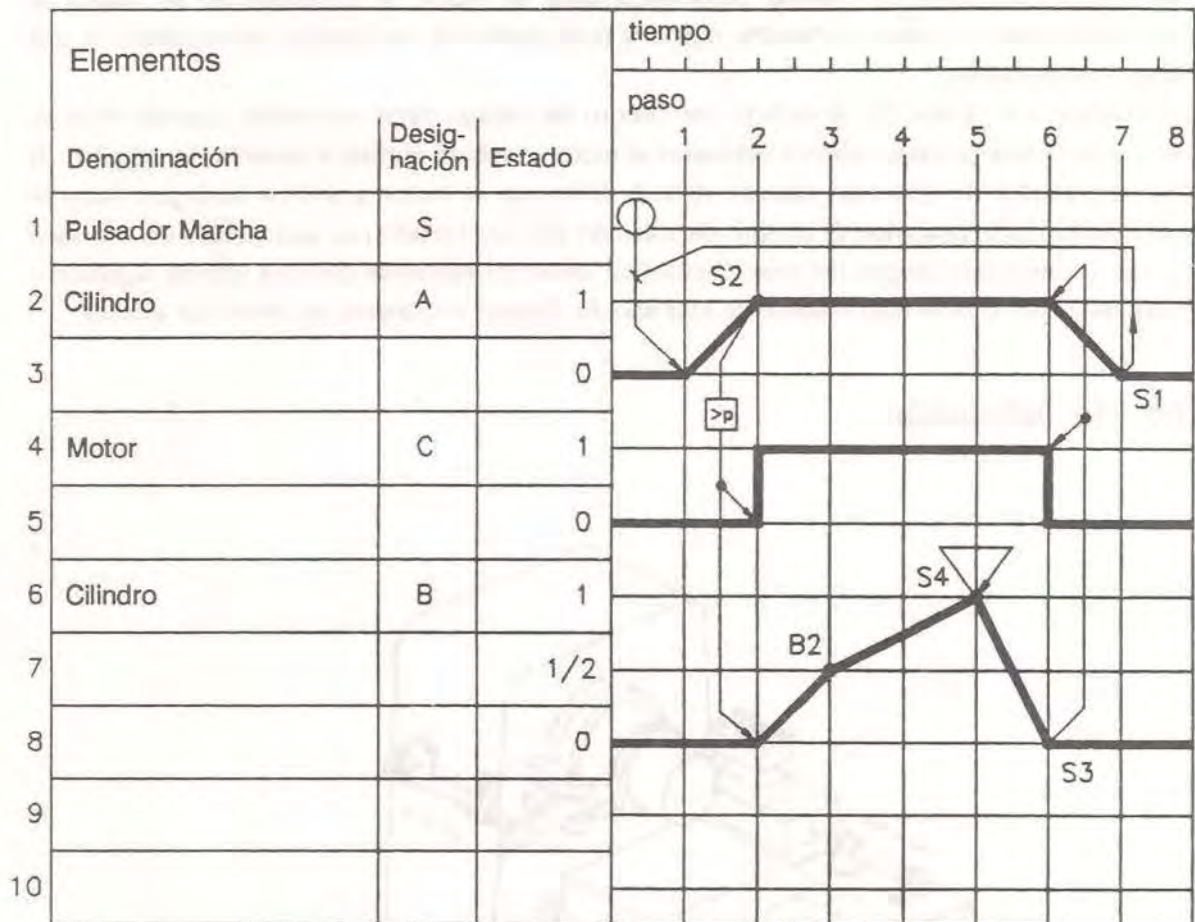 tiempo
Elementos
paso
Denominación Desig-nación Estado 1 2 3 4 5 6 7 8
1 Pulsador Marcha S
2 Cilindro A 1 S2
3 0 S1
>p
4 Motor C 1
5 0
6 Cilindro B 1 S4
7 1/2 B2
8 0 S3
9
10